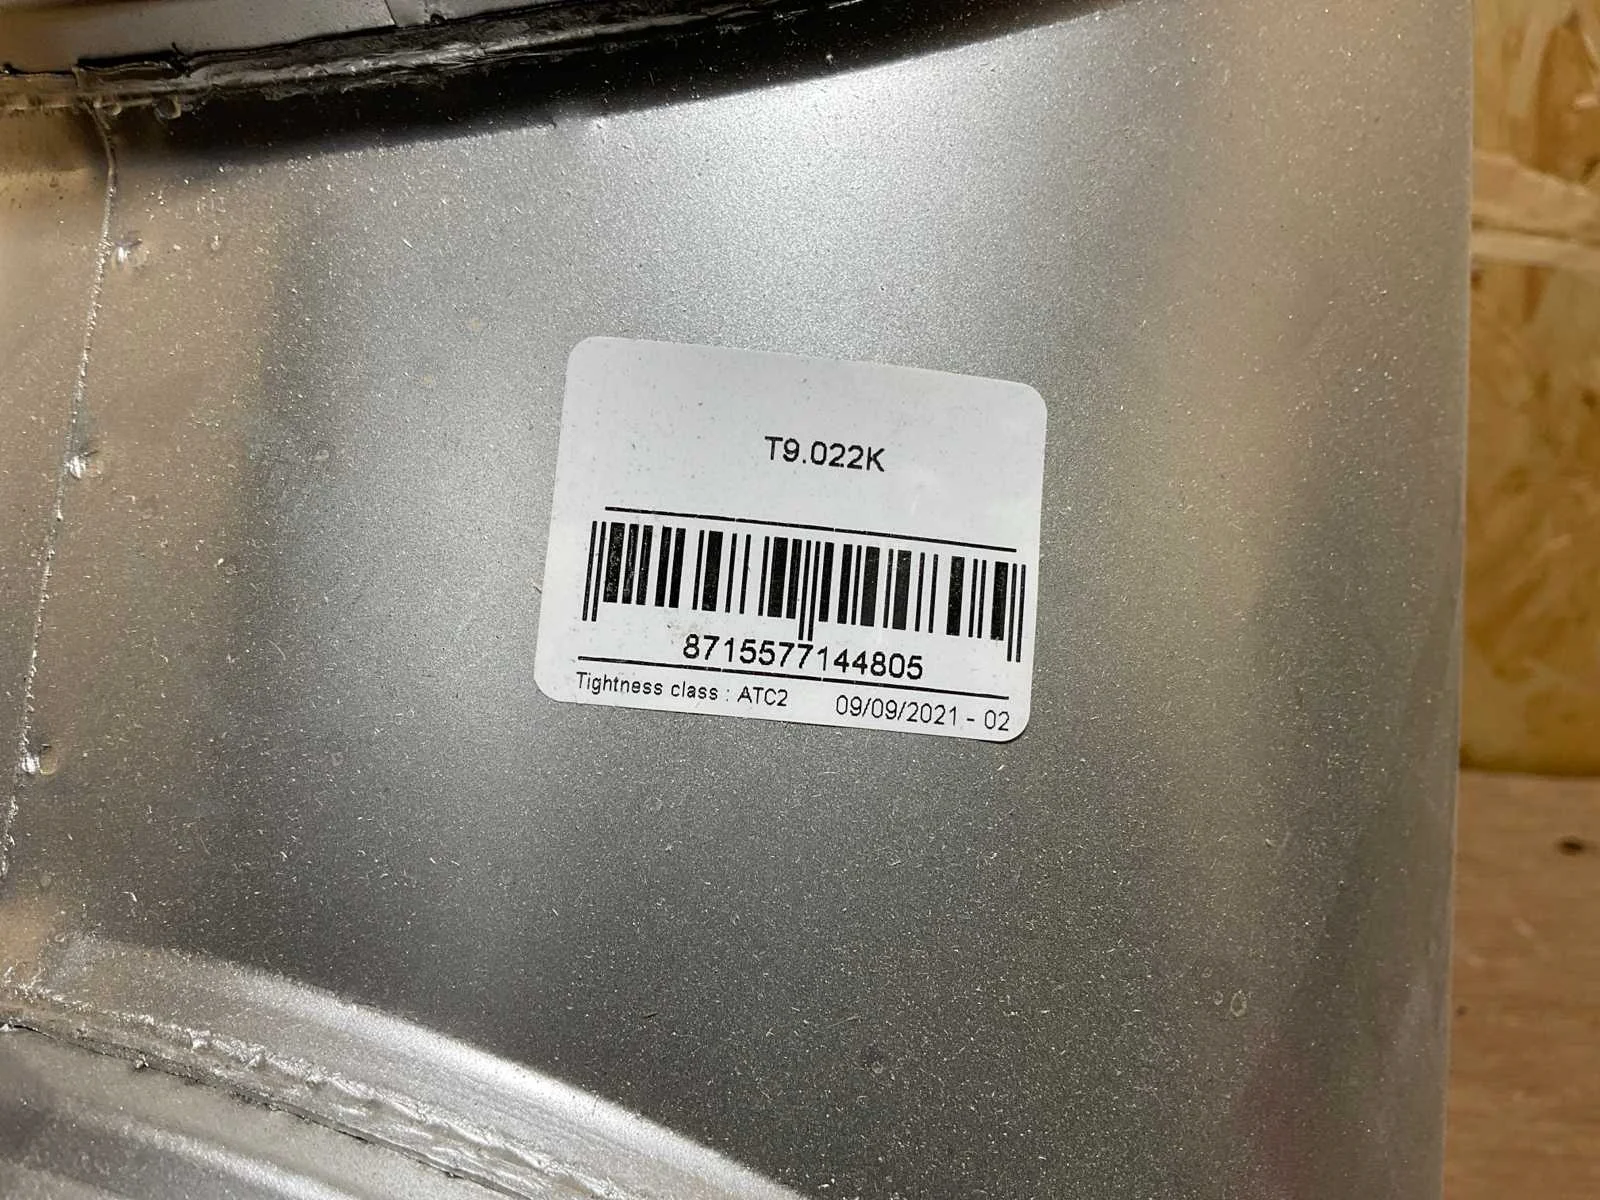 T9.022K
8715577144805
Tightness class : ATC2 09/09/2021 - 02